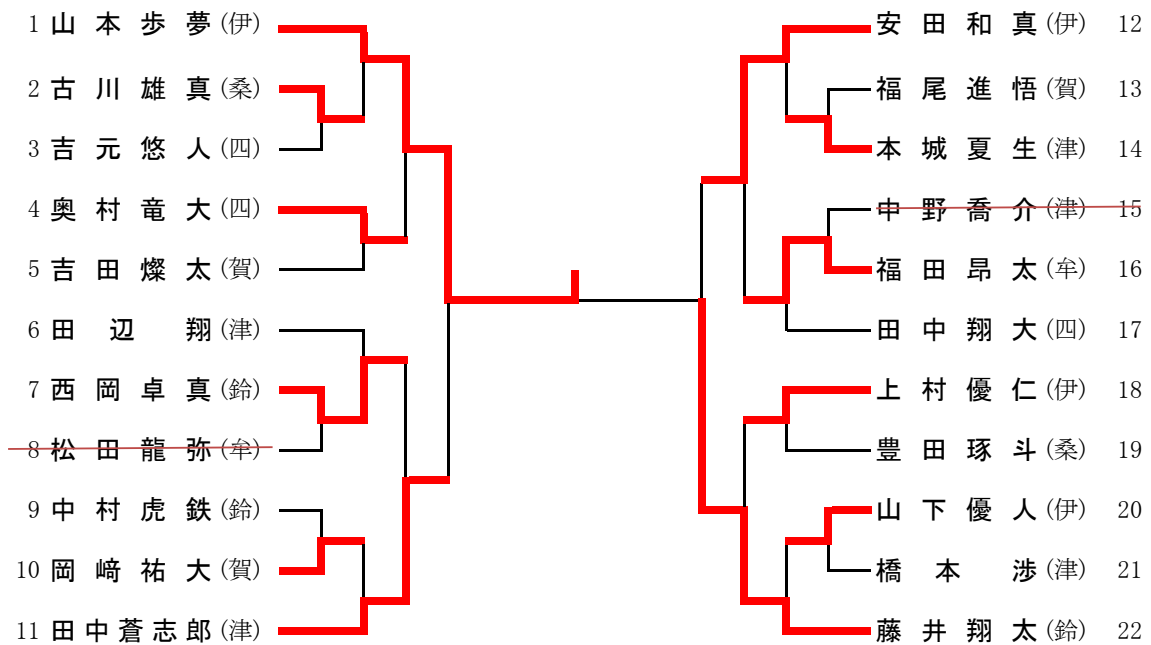 1 山本歩夢 (伊)
2 古川雄真 (桑)
3 吉元悠人 (四)
4 奥村竜大 (四)
5 吉田燦太 (賀)
6 田辺翔 (津)
7 西岡卓真 (鈴)
8 松田龍弥 (牟)
9 中村虎鉄 (鈴)
10 岡﨑祐大 (賀)
11 田中蒼志郎 (津)
安田和真 (伊) 12
福尾進悟 (賀) 13
本城夏生 (津) 14
中野喬介 (津) 15
福田昂太 (牟) 16
田中翔大 (四) 17
上村優仁 (伊) 18
豊田琢斗 (桑) 19
山下優人 (伊) 20
橋本渉 (津) 21
藤井翔太 (鈴) 22